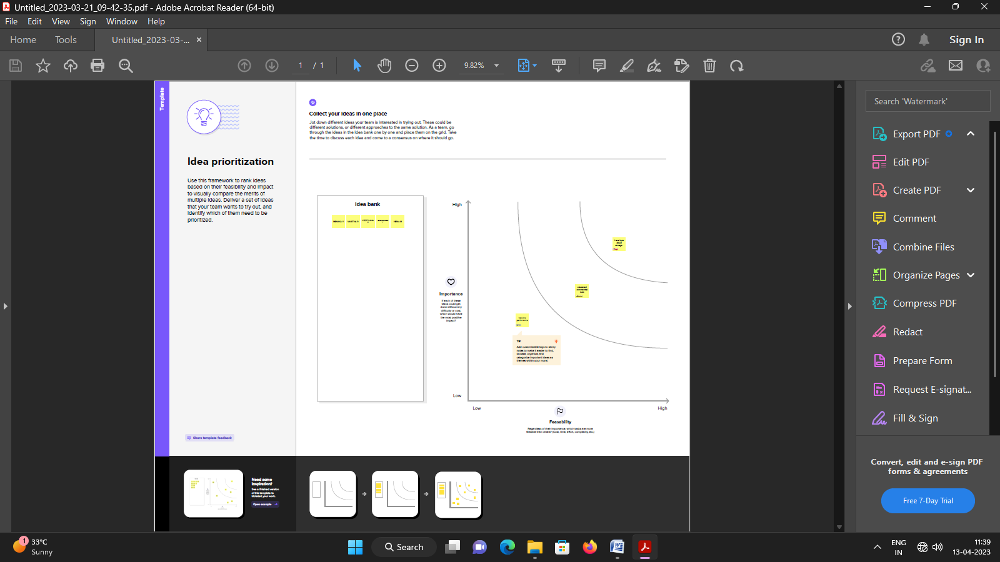 Untitled_2023-03-21_09-42-35.pdf - Adobe Acrobat Reader (64-bit)
File Edit View Sign Window Help
Home Tools Untitled_2023-03-... × Sign In
1 / 1 9.82%
Template
Idea prioritization
Use this framework to rank ideas
based on their feasibility and impact
to visually compare the merits of
multiple ideas. Deliver a set of ideas
that your team wants to try out, and
identify which of them need to be
prioritized.
Share template feedback
Collect your ideas in one place
Jot down different ideas your team is interested in trying out. These could be
different solutions, or different approaches to the same solution. As a team, go
through the ideas in the idea bank one by one and place them on the grid. Take
the time to discuss each idea and come to a consensus on where it should go.
Idea bank
High
Importance
If each of these
tasks could get
done without any
difficulty or cost,
which would have
the most positive
impact?
Low
TIP
Add customizable tags to sticky
notes to make it easier to find,
browse, organize, and
categorize important ideas as
themes within your mural.
Low High
Feasability
Regardless of their importance, which tasks are more
feasible than others? (Cost, time, effort, complexity, etc.)
Need some
inspiration?
See a finished version
of this template to
kickstart your work.
Open example
Search 'Watermark'
Export PDF
Edit PDF
Create PDF
Comment
Combine Files
Organize Pages
Compress PDF
Redact
Prepare Form
Request E-signat...
Fill & Sign
Convert, edit and e-sign PDF
forms & agreements
Free 7-Day Trial
1
33°C
Sunny
Search
ENG
IN
11:39
13-04-2023